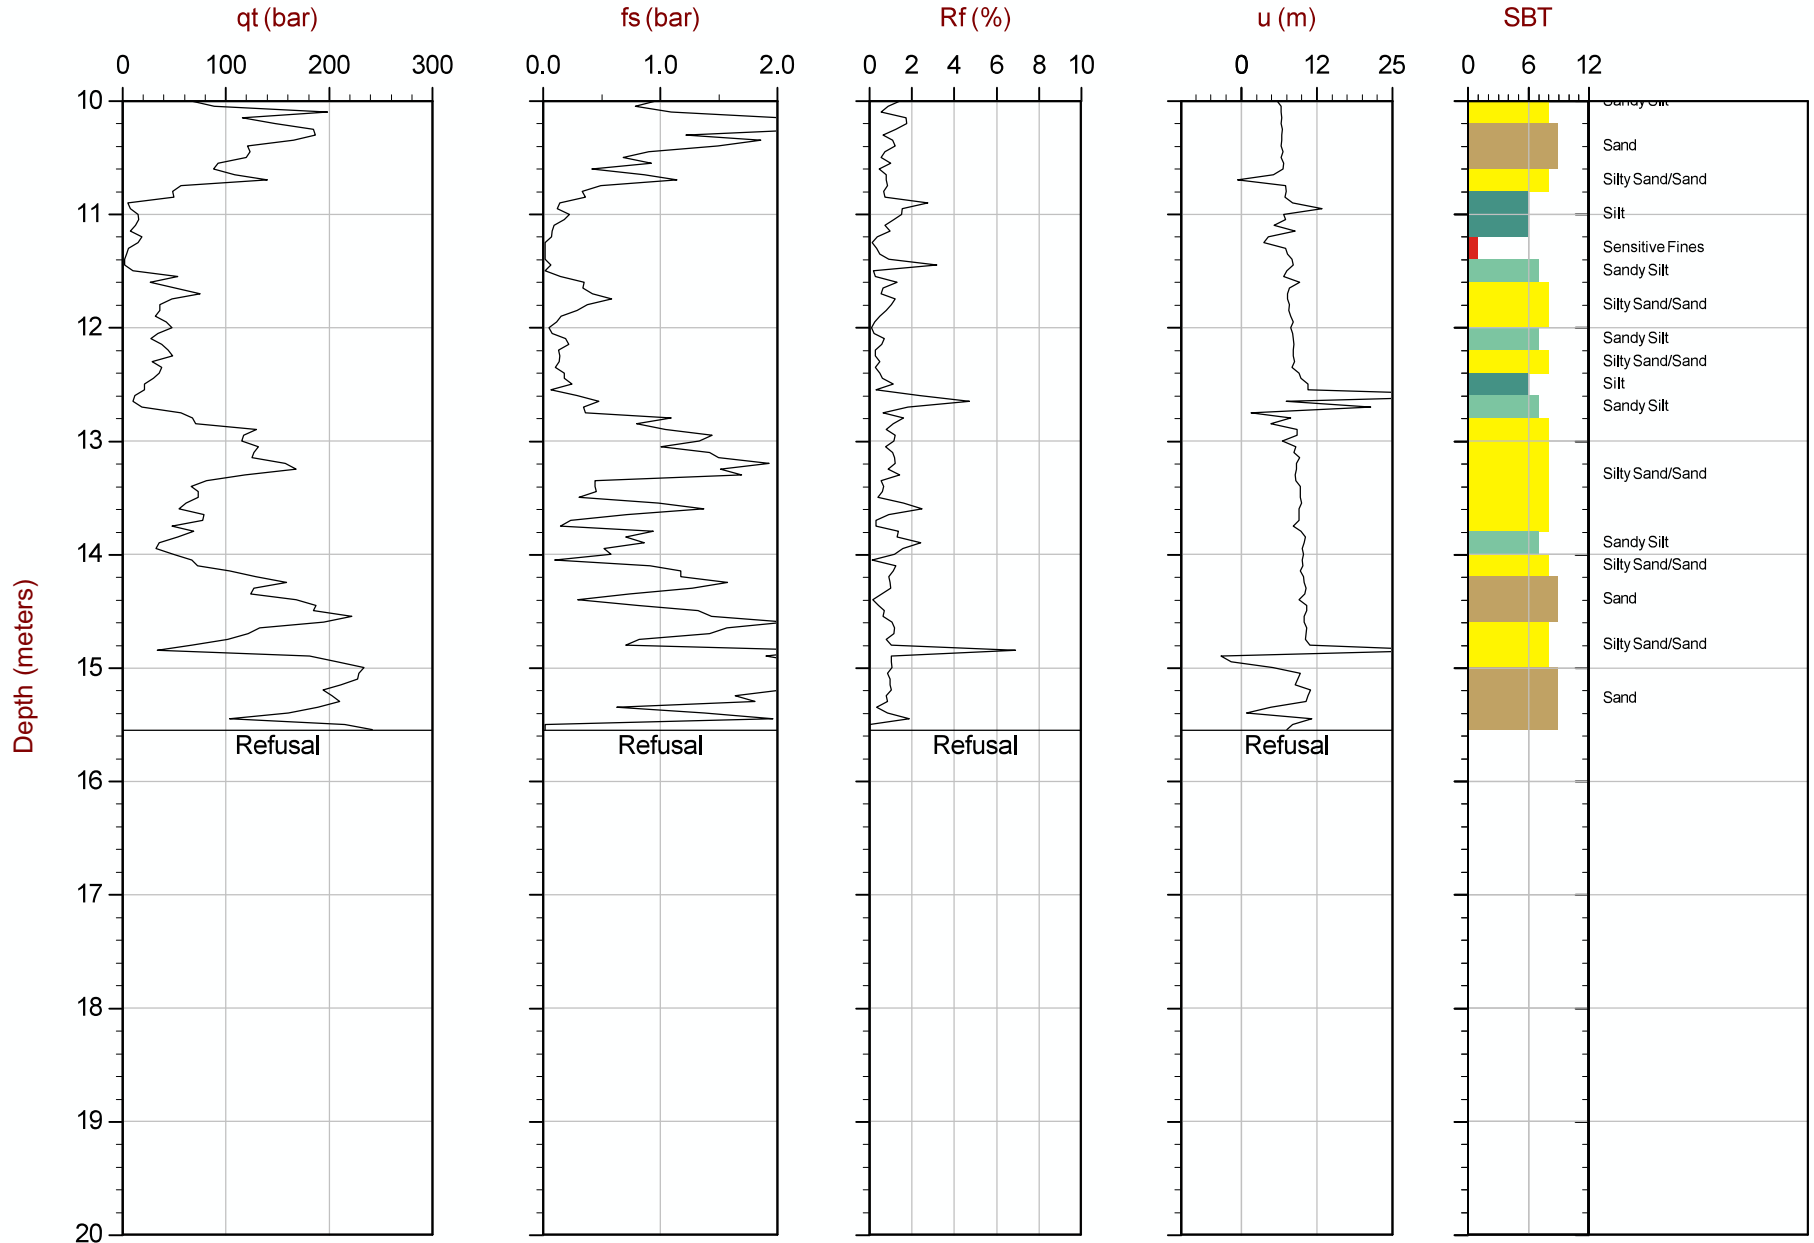 qt (bar) fs (bar) Rf (%) u (m) SBT
0 100 200 300 0.0 1.0 2.0 0 2 4 6 8 10 0 12 25 0 6 12
10
Sandy Silt
Sand
Silty Sand/Sand
11
Silt
Sensitive Fines
Sandy Silt
Silty Sand/Sand
12
Sandy Silt
Silty Sand/Sand
Silt
Sandy Silt
13
Silty Sand/Sand
Sandy Silt
14
Silty Sand/Sand
Sand
Silty Sand/Sand
15
Sand
Refusal Refusal Refusal Refusal
16
17
18
19
20
Depth (meters)